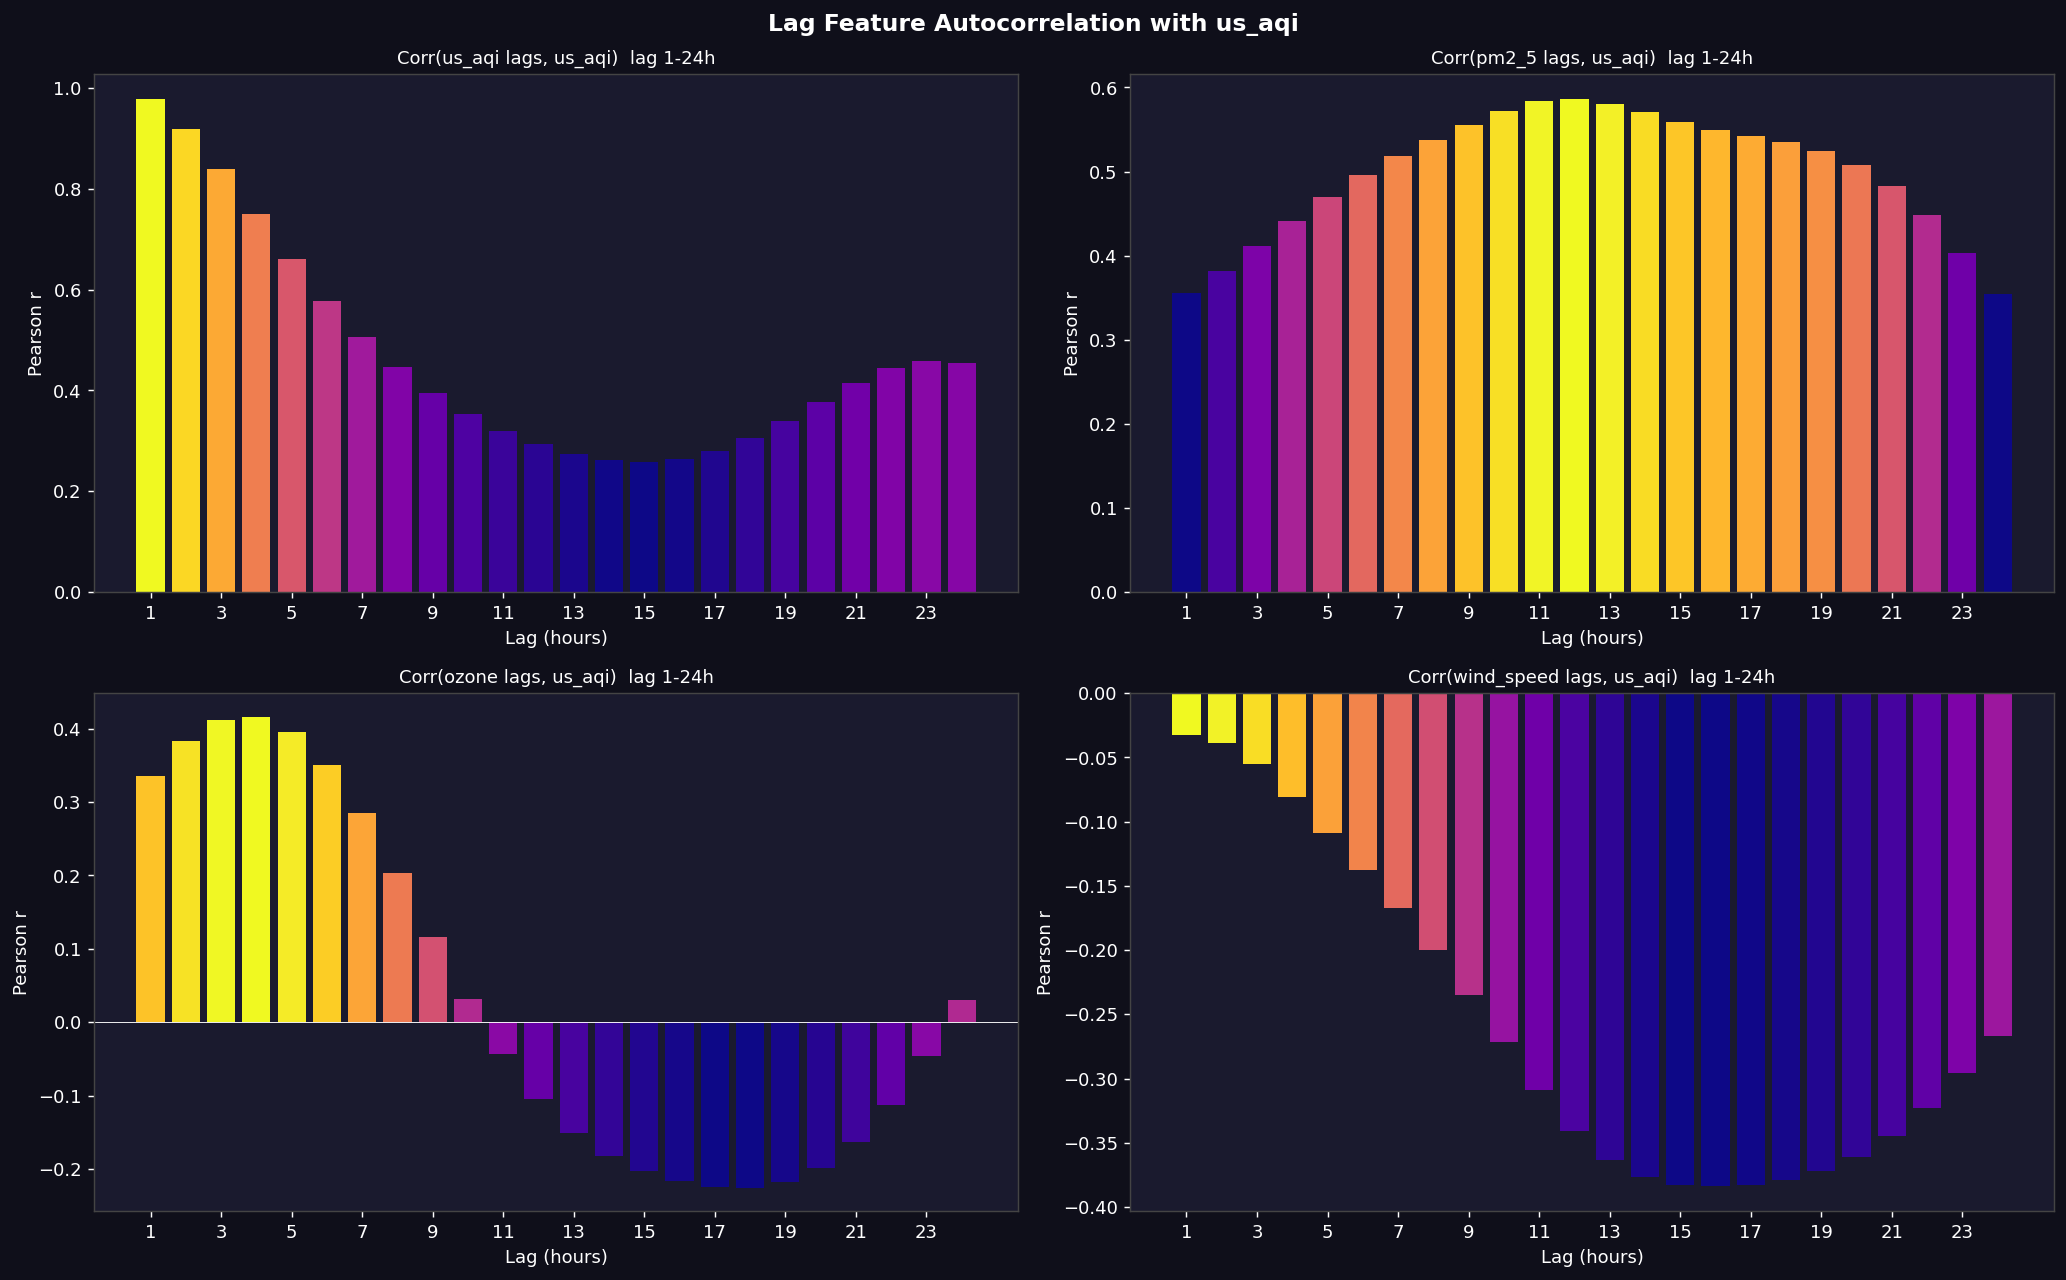 Lag Feature Autocorrelation with us_aqi
Corr(us_aqi lags, us_aqi)  lag 1-24h
1.0
0.8
0.6
0.4
0.2
0.0
Pearson r
1 3 5 7 9 11 13 15 17 19 21 23
Lag (hours)
Corr(pm2_5 lags, us_aqi)  lag 1-24h
0.6
0.5
0.4
0.3
0.2
0.1
0.0
Pearson r
1 3 5 7 9 11 13 15 17 19 21 23
Lag (hours)
Corr(ozone lags, us_aqi)  lag 1-24h
0.4
0.3
0.2
0.1
0.0
−0.1
−0.2
Pearson r
1 3 5 7 9 11 13 15 17 19 21 23
Lag (hours)
Corr(wind_speed lags, us_aqi)  lag 1-24h
0.00
−0.05
−0.10
−0.15
−0.20
−0.25
−0.30
−0.35
−0.40
Pearson r
1 3 5 7 9 11 13 15 17 19 21 23
Lag (hours)